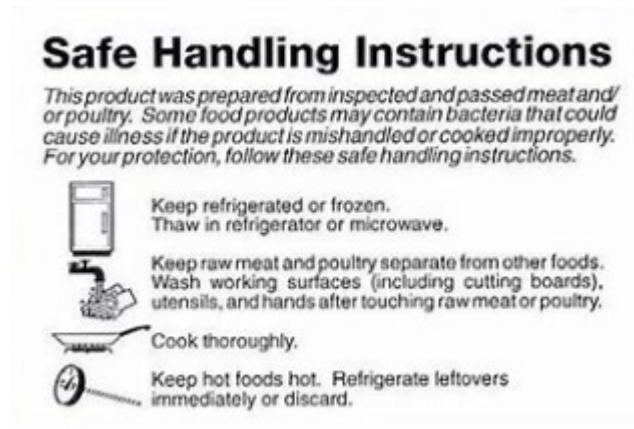 Safe Handling Instructions
This product was prepared from inspected and passed meat and/
or poultry. Some food products may contain bacteria that could
cause illness if the product is mishandled or cooked improperly.
For your protection, follow these safe handling instructions.
Keep refrigerated or frozen.
Thaw in refrigerator or microwave.
Keep raw meat and poultry separate from other foods.
Wash working surfaces (including cutting boards),
utensils, and hands after touching raw meat or poultry.
Cook thoroughly.
Keep hot foods hot. Refrigerate leftovers
immediately or discard.